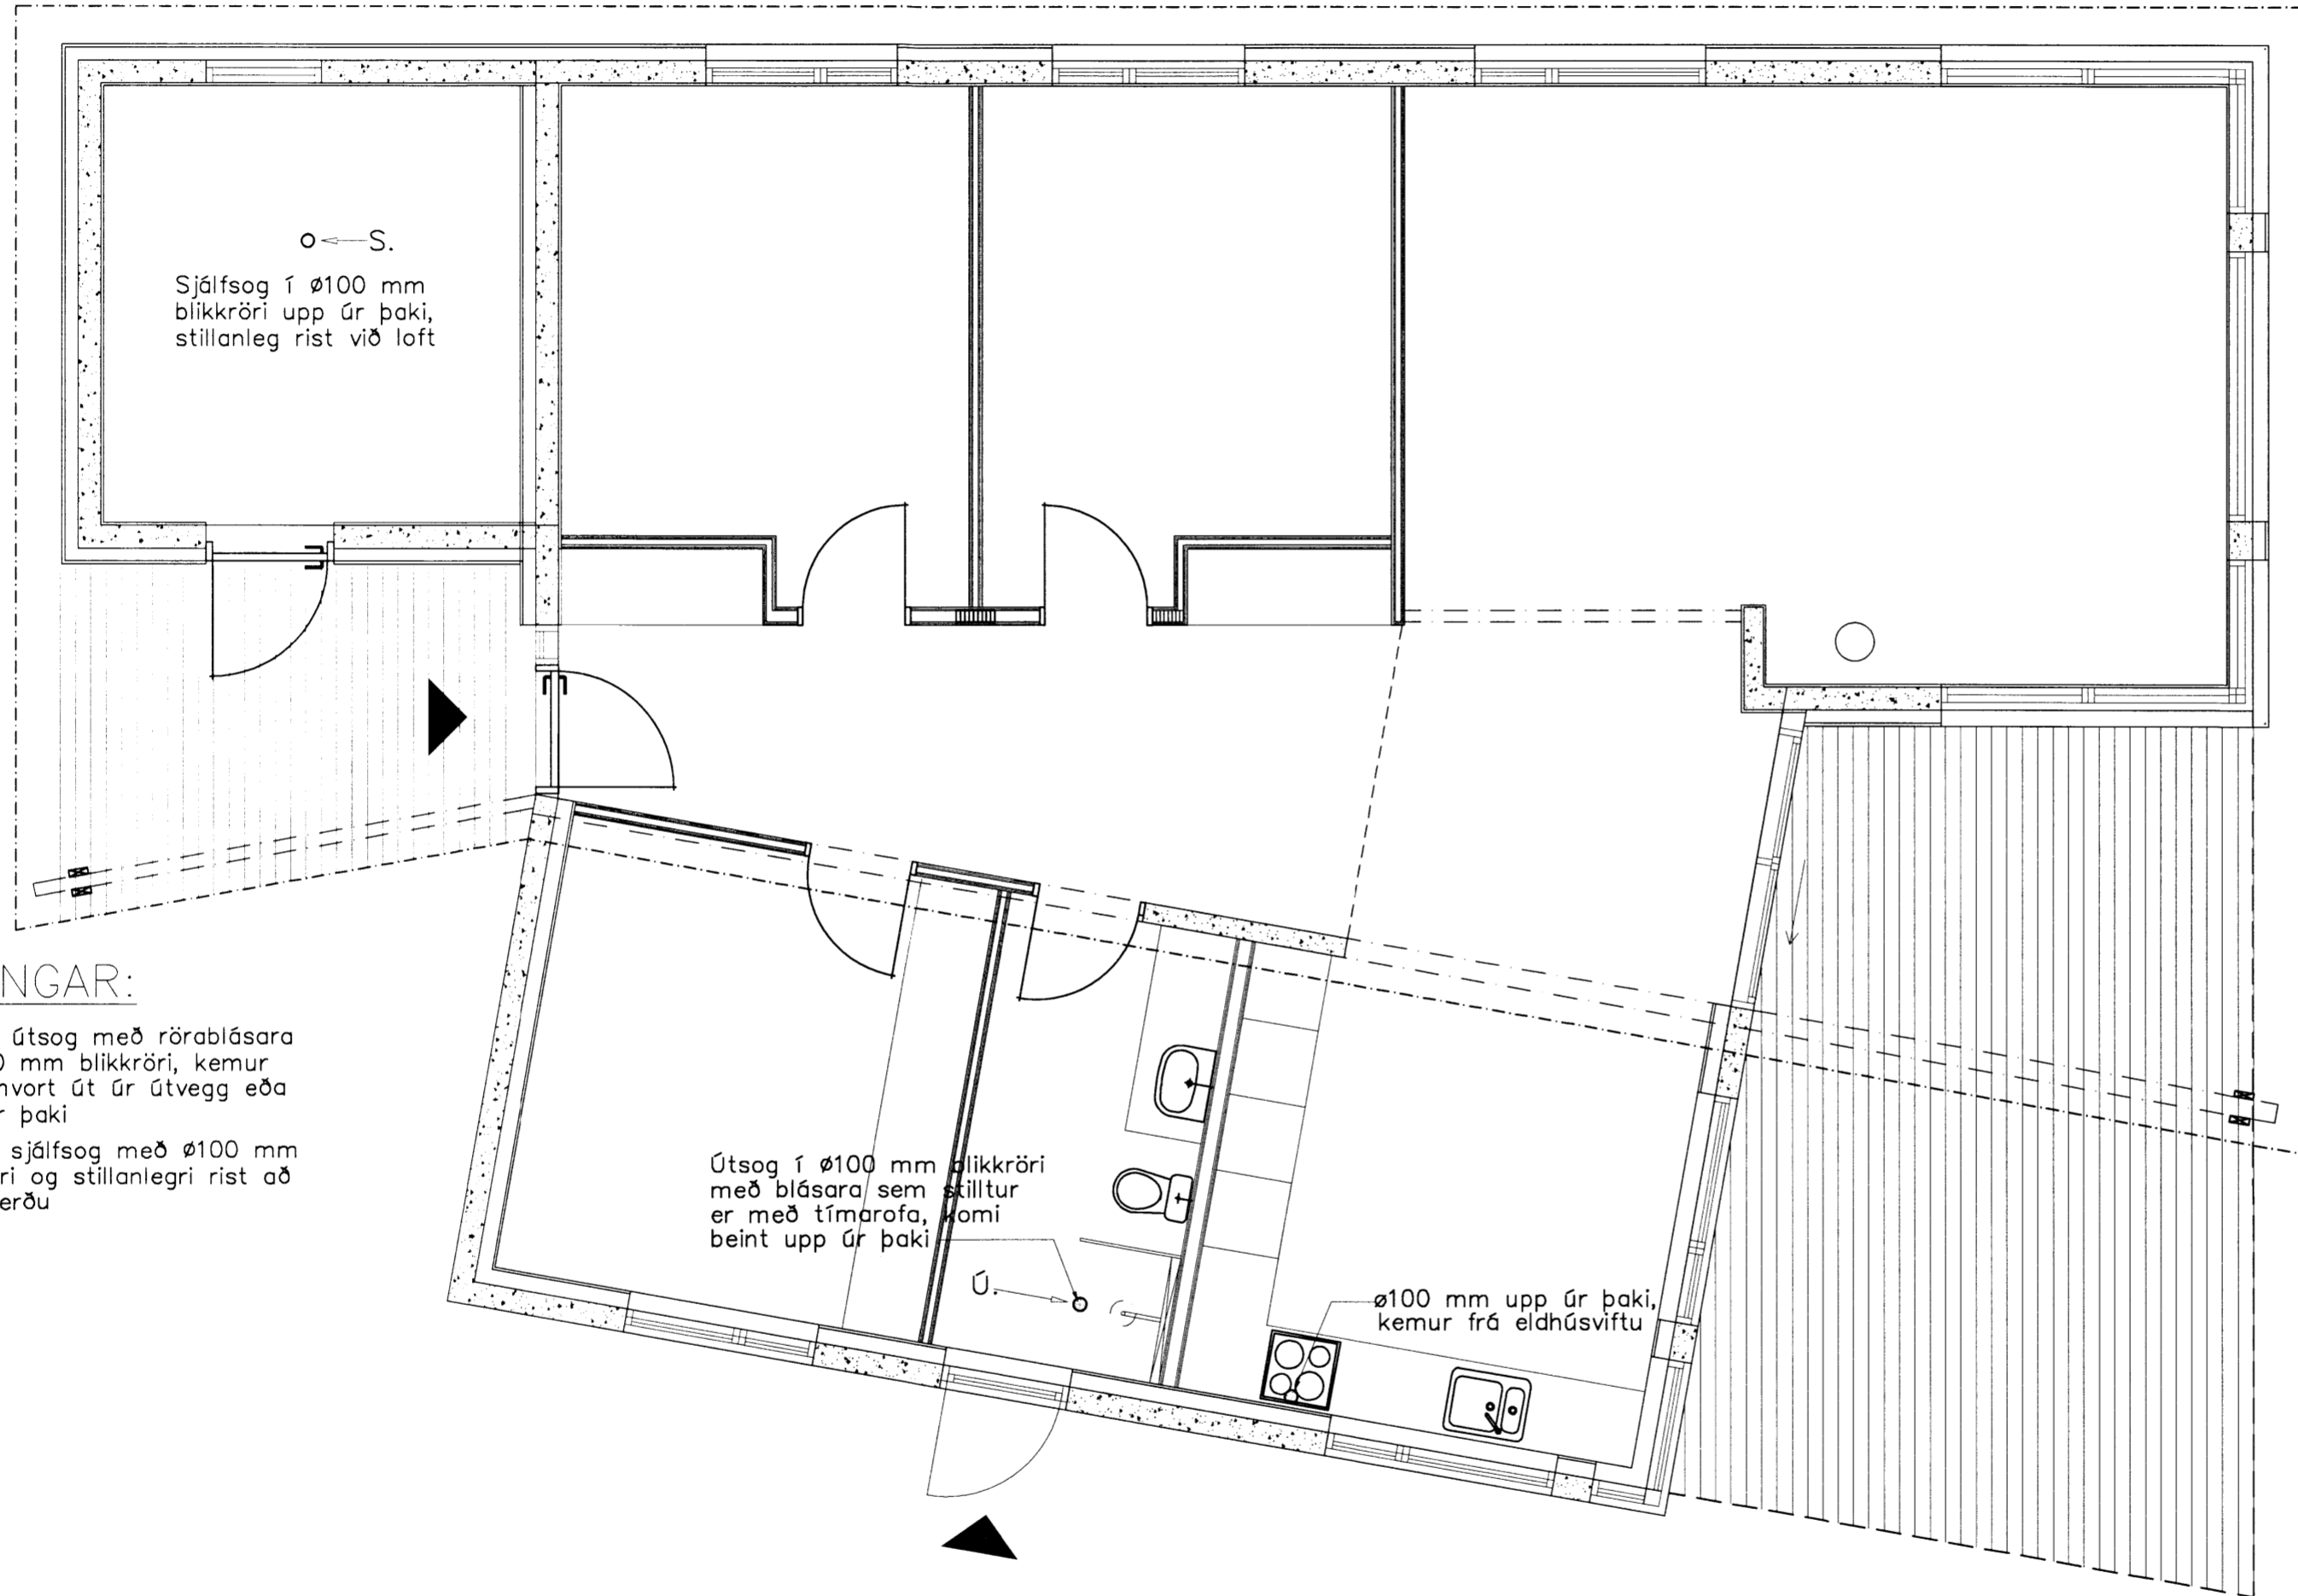 S.
Sjálfsog í ø100 mm
blikkröri upp úr þaki,
stillanleg rist við loft
NGAR:
útsog með rörablásara
mm blikkröri, kemur
hvort út úr útvegg eða
þaki
sjálfsog með ø100 mm
ri og stillanlegri rist að
erðu
Útsog í ø100 mm blikkröri
með blásara sem stilltur
er með tímarofa, komi
beint upp úr þaki
Ú.
ø100 mm upp úr þaki,
kemur frá eldhúsviftu